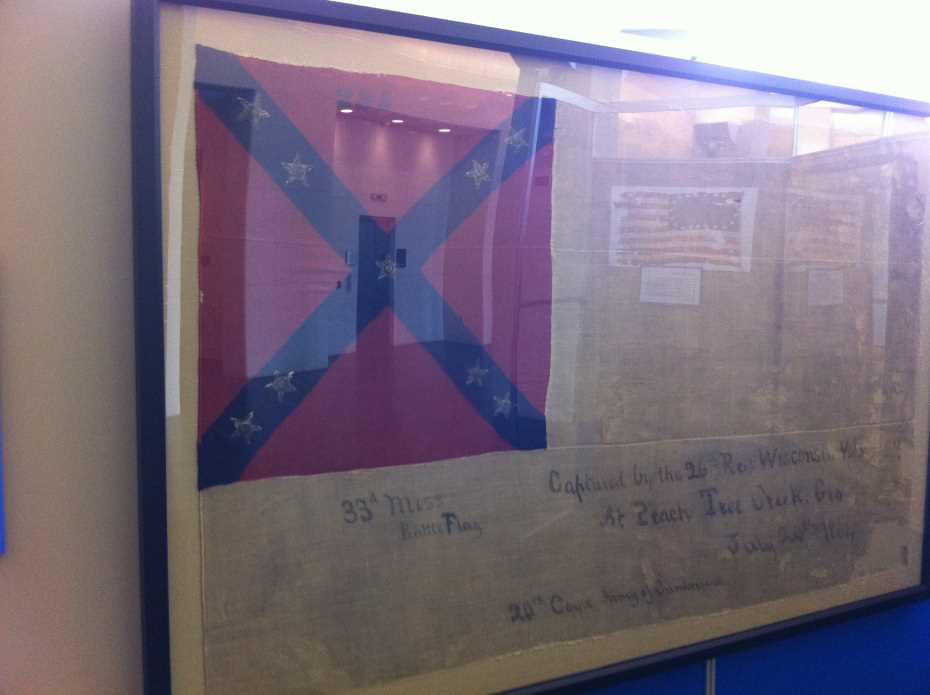 33d Miss
Battle Flag
Captured by the 26th Reg. Wisconsin Vols
At Peach Tree Creek, Geo
July 20th 1864
20th Corps Army of Cumberland